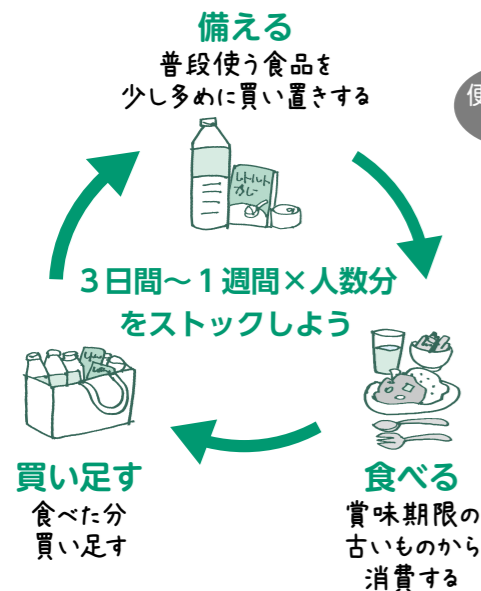 備える
普段使う食品を
少し多めに買い置きする
レトルト
カレー
3日間～1週間×人数分
をストックしよう
買い足す
食べた分
買い足す
食べる
賞味期限の
古いものから
消費する
便